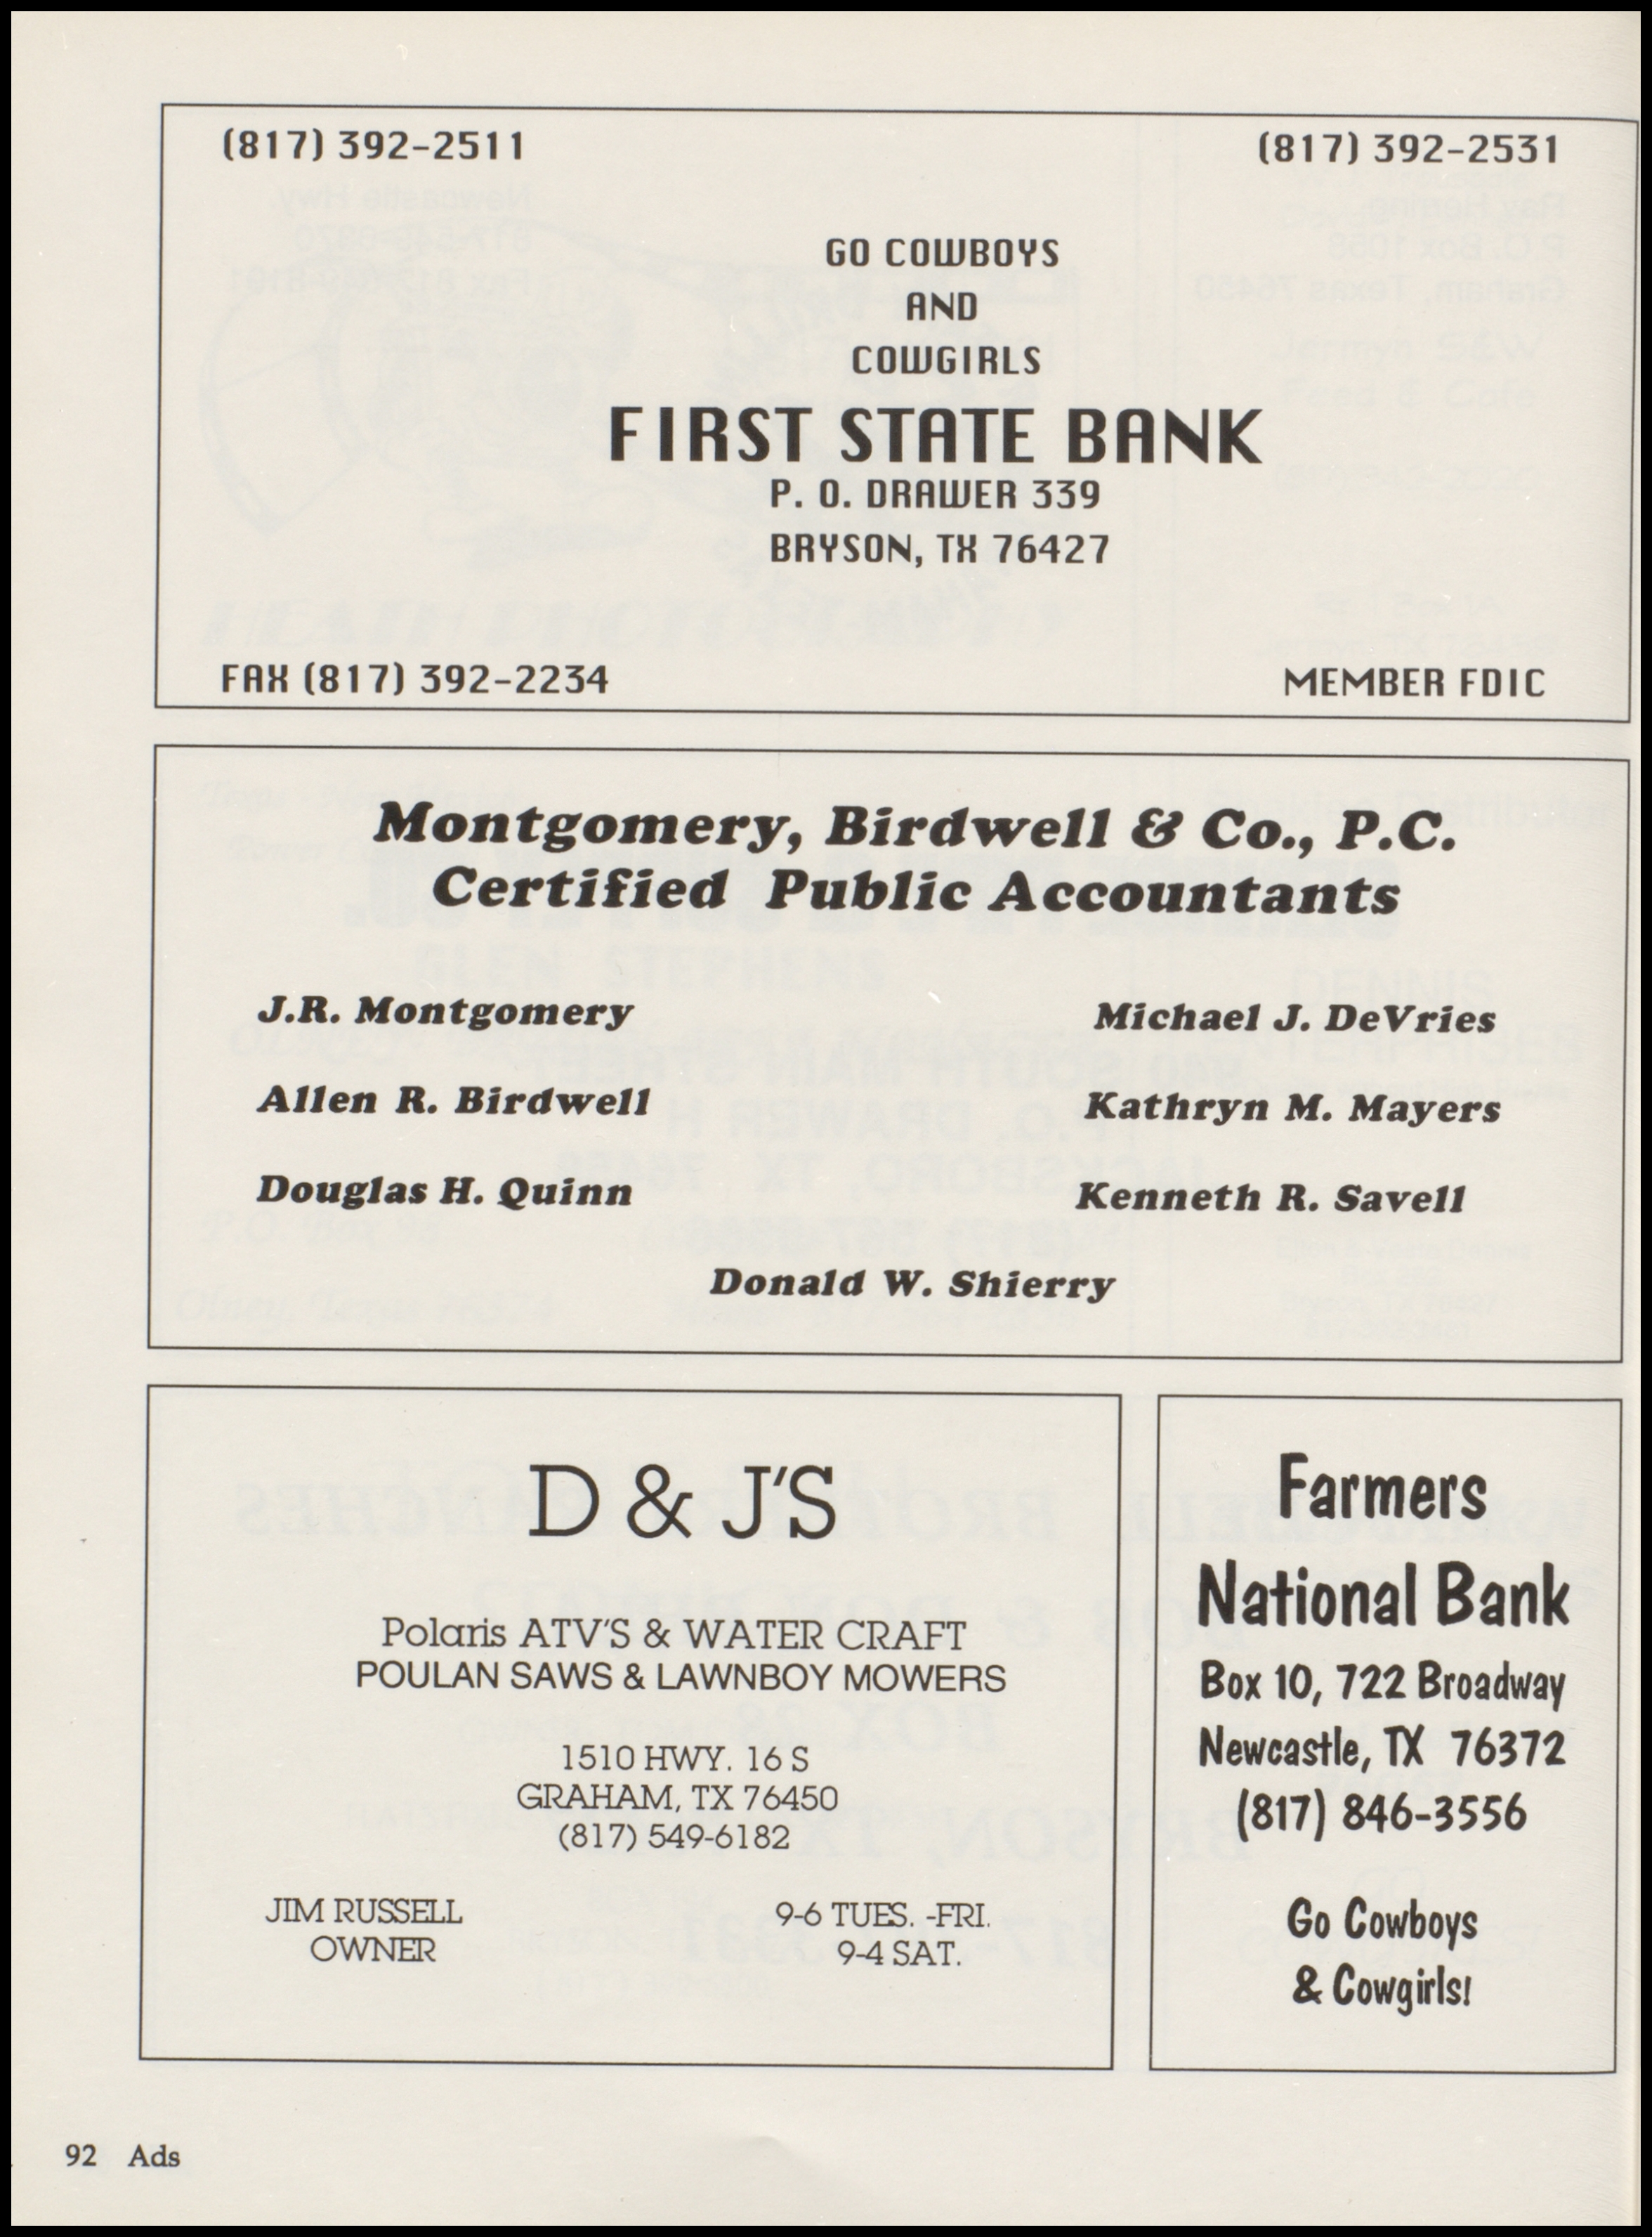 (817) 392-2511
(817) 392-2531
GO COWBOYS
AND
COWGIRLS
FIRST STATE BANK
P. O. DRAWER 339
BRYSON, TX 76427
FAX (817) 392-2234
MEMBER FDIC
Montgomery, Birdwell & Co., P.C.
Certified Public Accountants
J.R. Montgomery
Michael J. DeVries
Allen R. Birdwell
Kathryn M. Mayers
Douglas H. Quinn
Kenneth R. Savell
Donald W. Shierry
D & J'S
Polaris ATV'S & WATER CRAFT
POULAN SAWS & LAWNBOY MOWERS
1510 HWY. 16 S
GRAHAM, TX 76450
(817) 549-6182
JIM RUSSELL
OWNER
9-6 TUES. -FRI.
9-4 SAT.
Farmers
National Bank
Box 10, 722 Broadway
Newcastle, TX 76372
(817) 846-3556
Go Cowboys
& Cowgirls!
92 Ads